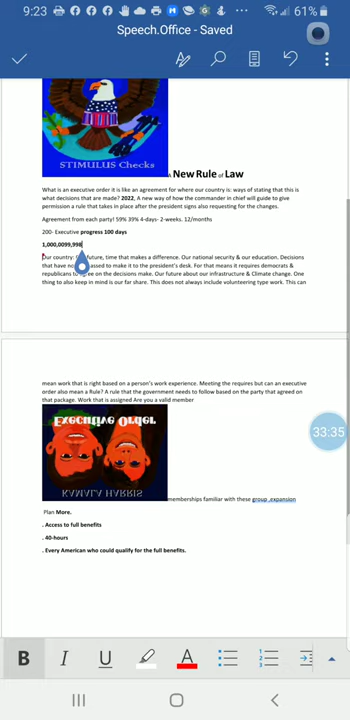 9:23
61%
Speech.Office - Saved
STIMULUS Checks
New Rule of Law
What is an executive order it is like an agreement for where our country is: ways of stating that this is
what decisions that are made? 2022, A new way of how the commander in chief will guide to give
permission a rule that takes in place after the president signs also requesting for the changes.
Agreement from each party! 59% 39% 4-days- 2-weeks. 12/months
200- Executive progress 100 days
1,000,0099,998
Our country: future, time that makes a difference. Our national security & our education. Decisions
that have assed to make it to the president's desk. For that means it requires democrats &
republicans to agree on the decisions make. Our future about our infrastructure & Climate change. One
thing to also keep in mind is our fair share. This does not always include volunteering type work. This can
mean work that is right based on a person's work experience. Meeting the requires but can an executive
order also mean a Rule? A rule that the government needs to follow based on the party that agreed on
that package. Work that is assigned Are you a valid member
Executive Order
KAMALA HARRIS
memberships familiar with these group ,expansion
Plan More.
. Access to full benefits
. 40-hours
. Every American who could qualify for the full benefits.
33:35
B I U A